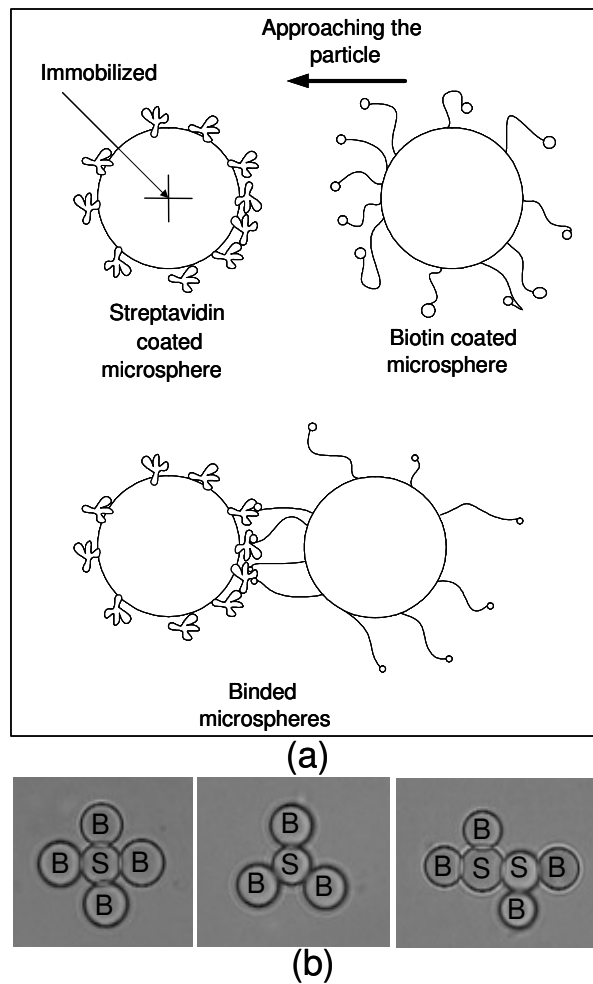 Approaching the
particle
Immobilized
Streptavidin
coated
microsphere
Biotin coated
microsphere
Binded
microspheres
(a)
B
B S B
B
B
S
B B
B
B S S B
B
(b)